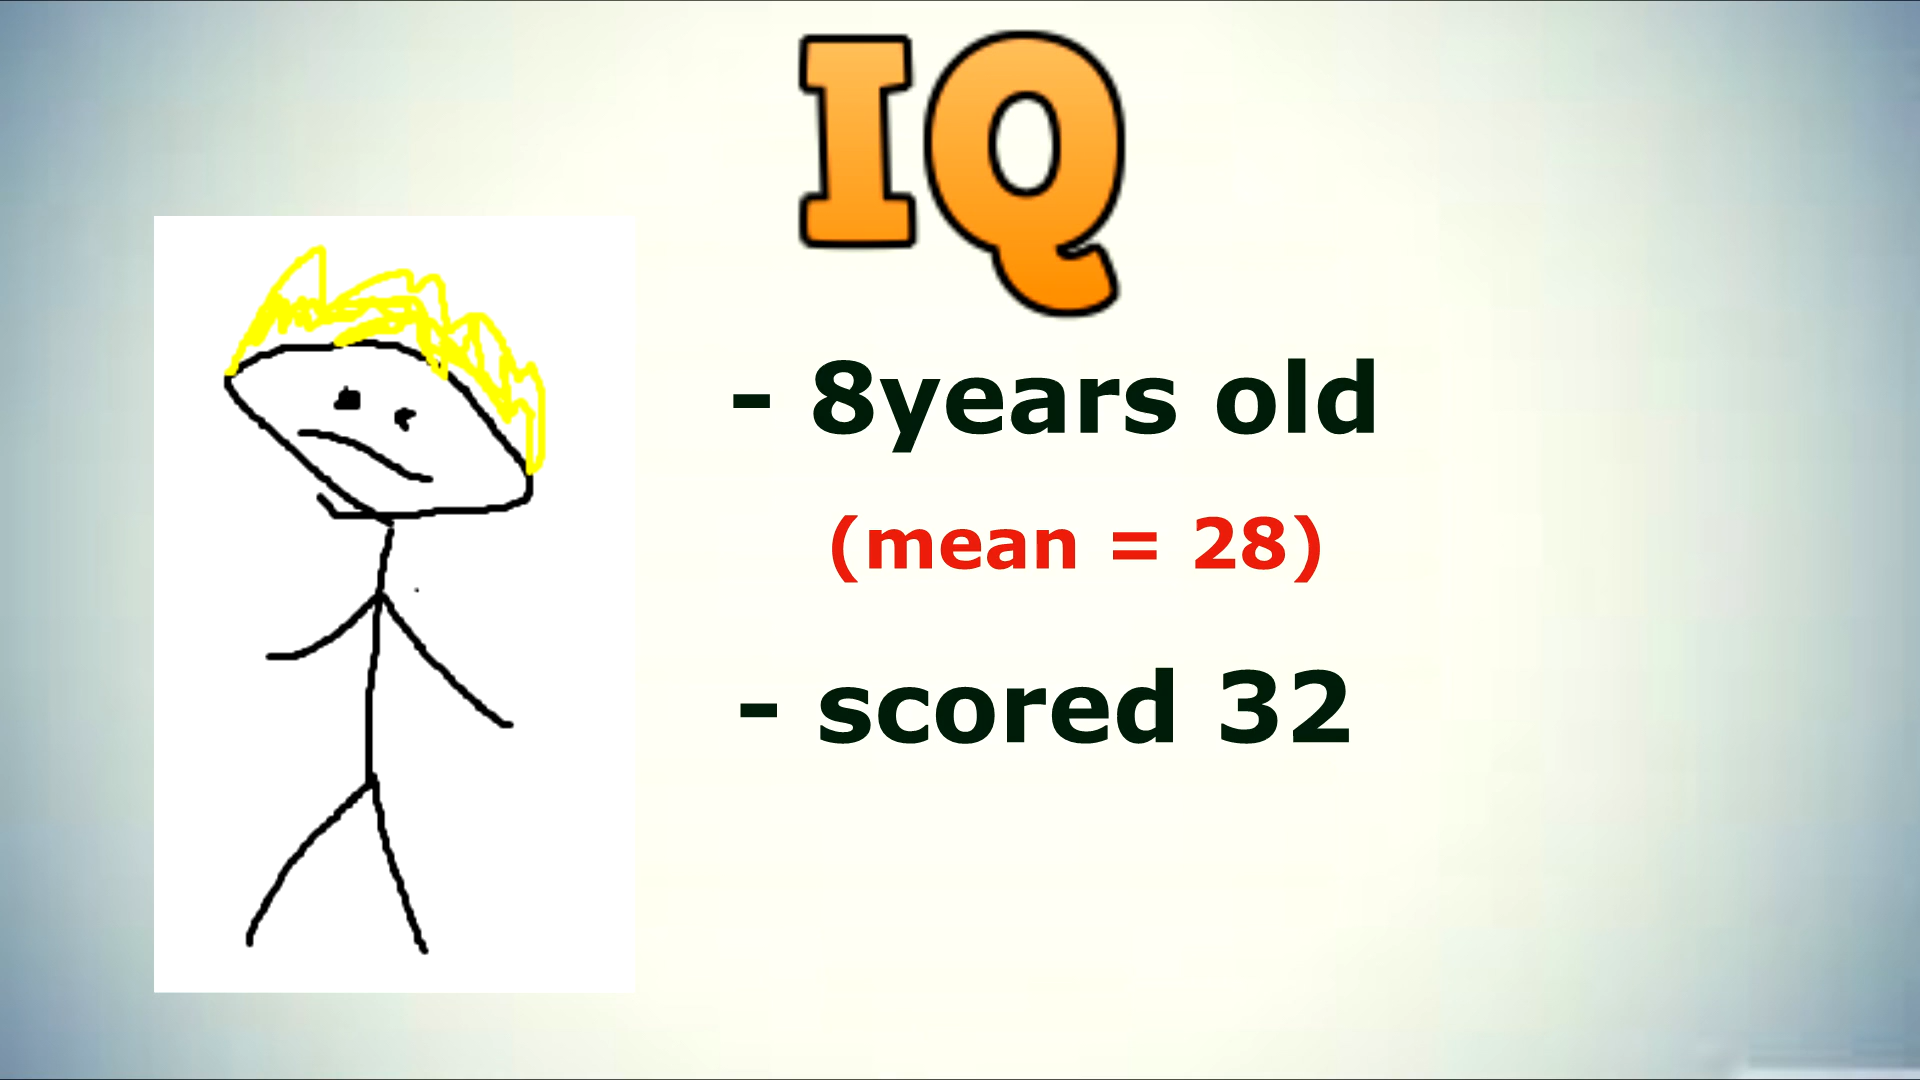 IQ
- 8years old
(mean = 28)
- scored 32